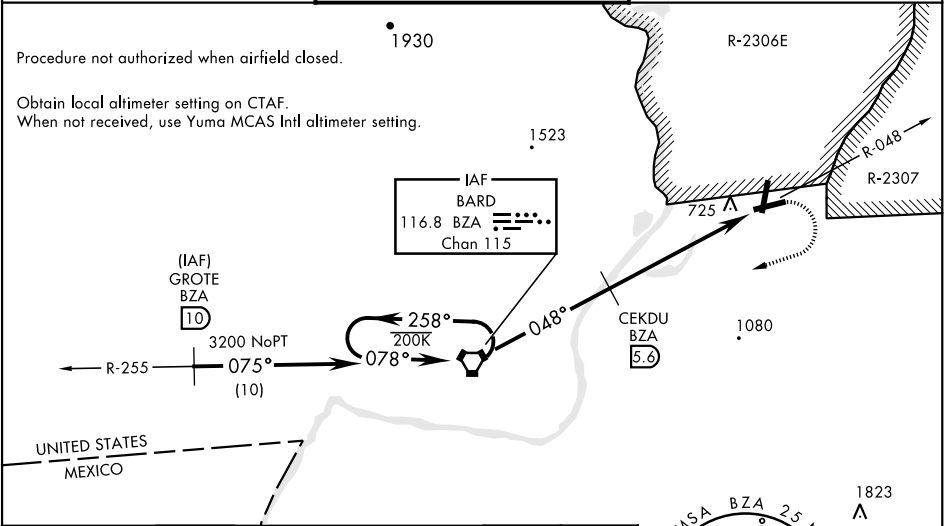 1930
R-2306E
Procedure not authorized when airfield closed.
Obtain local altimeter setting on CTAF.
When not received, use Yuma MCAS Intl altimeter setting.
1523
R-048
R-2307
IAF
BARD
116.8 BZA
Chan 115
725
(IAF)
GROTE
BZA
10
258°
200K
048°
CEKDU
BZA
5.6
1080
3200 NoPT
078°
R-255
075°
(10)
UNITED STATES
MEXICO
1823
MSA BZA 25